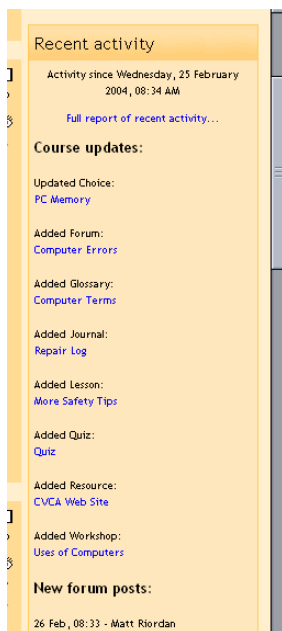 Recent activity
Activity since Wednesday, 25 February
2004, 08:34 AM
Full report of recent activity...
Course updates:
Updated Choice:
PC Memory
Added Forum:
Computer Errors
Added Glossary:
Computer Terms
Added Journal:
Repair Log
Added Lesson:
More Safety Tips
Added Quiz:
Quiz
Added Resource:
CVCA Web Site
Added Workshop:
Uses of Computers
New forum posts:
26 Feb, 08:33 - Matt Riordan